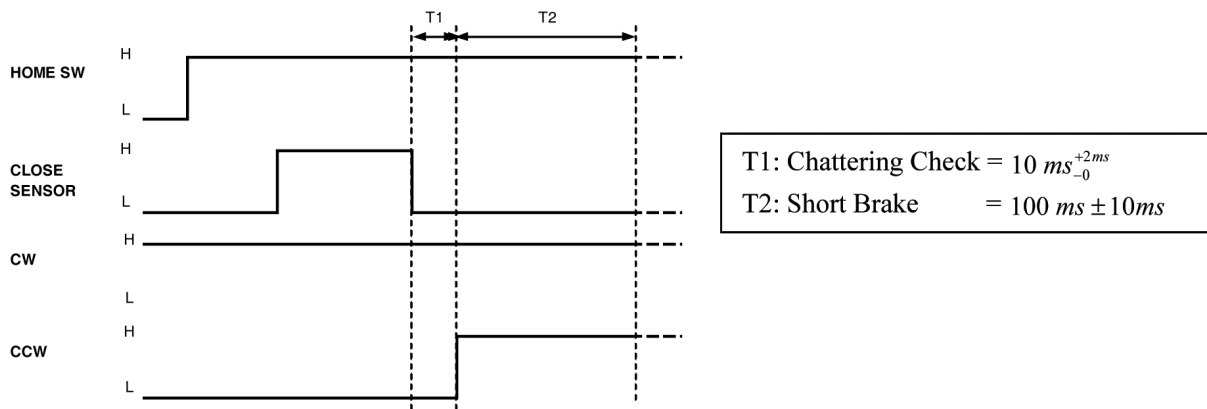 T1 T2
H
HOME SW
L
H
CLOSE
SENSOR
L
H
CW
L
H
CCW
L
T1: Chattering Check = 10 ms +2ms -0
T2: Short Brake = 100 ms ± 10ms